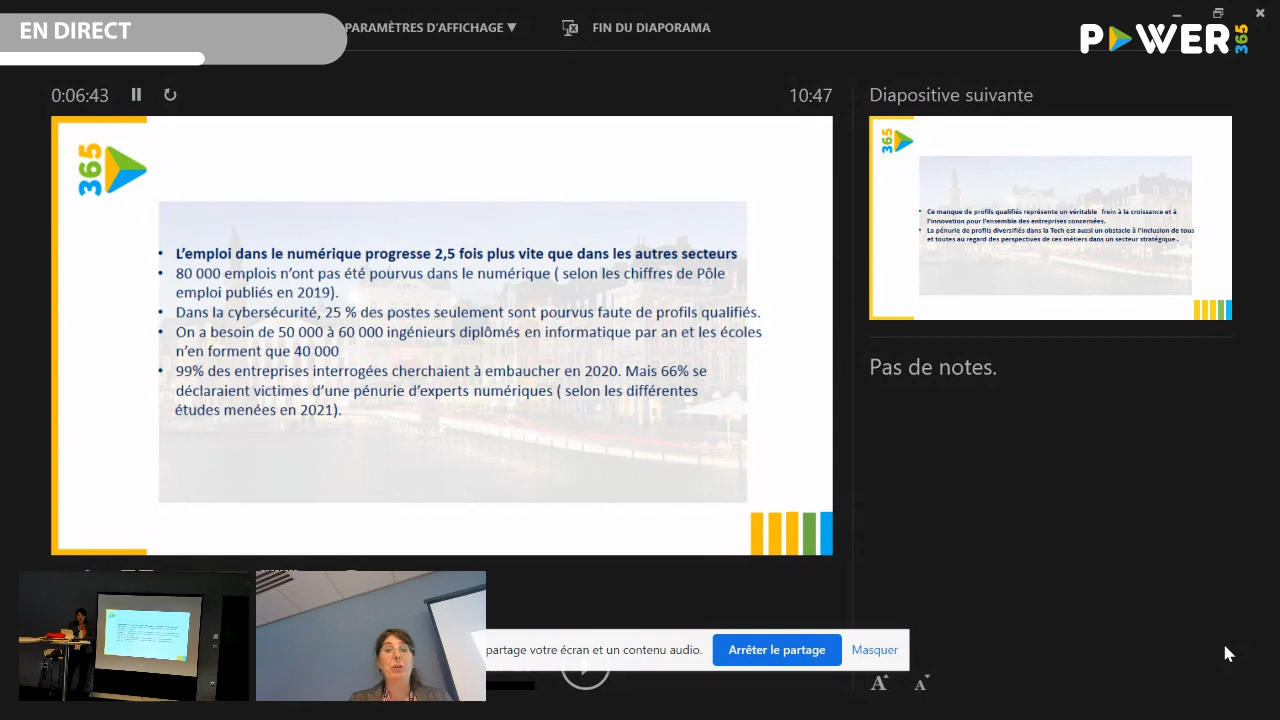 EN DIRECT
PARAMÈTRES D'AFFICHAGE ▼
FIN DU DIAPORAMA
POWER 365
0:06:43
10:47
Diapositive suivante
365
• L'emploi dans le numérique progresse 2,5 fois plus vite que dans les autres secteurs
• 80 000 emplois n'ont pas été pourvus dans le numérique ( selon les chiffres de Pôle
emploi publiés en 2019).
• Dans la cybersécurité, 25 % des postes seulement sont pourvus faute de profils qualifiés.
• On a besoin de 50 000 à 60 000 ingénieurs diplômés en informatique par an et les écoles
n'en forment que 40 000
• 99% des entreprises interrogées cherchaient à embaucher en 2020. Mais 66% se
déclaraient victimes d'une pénurie d'experts numériques ( selon les différentes
études menées en 2021).
365
• Ce manque de profils qualifiés représente un véritable frein à la croissance et à
l'innovation pour l'ensemble des entreprises concernées.
• La pénurie de profils diversifiés dans la Tech est aussi un obstacle à l'inclusion de tous
et toutes au regard des perspectives de ces métiers dans un secteur stratégique .
Pas de notes.
partage votre écran et un contenu audio.
Arrêter le partage
Masquer
A A